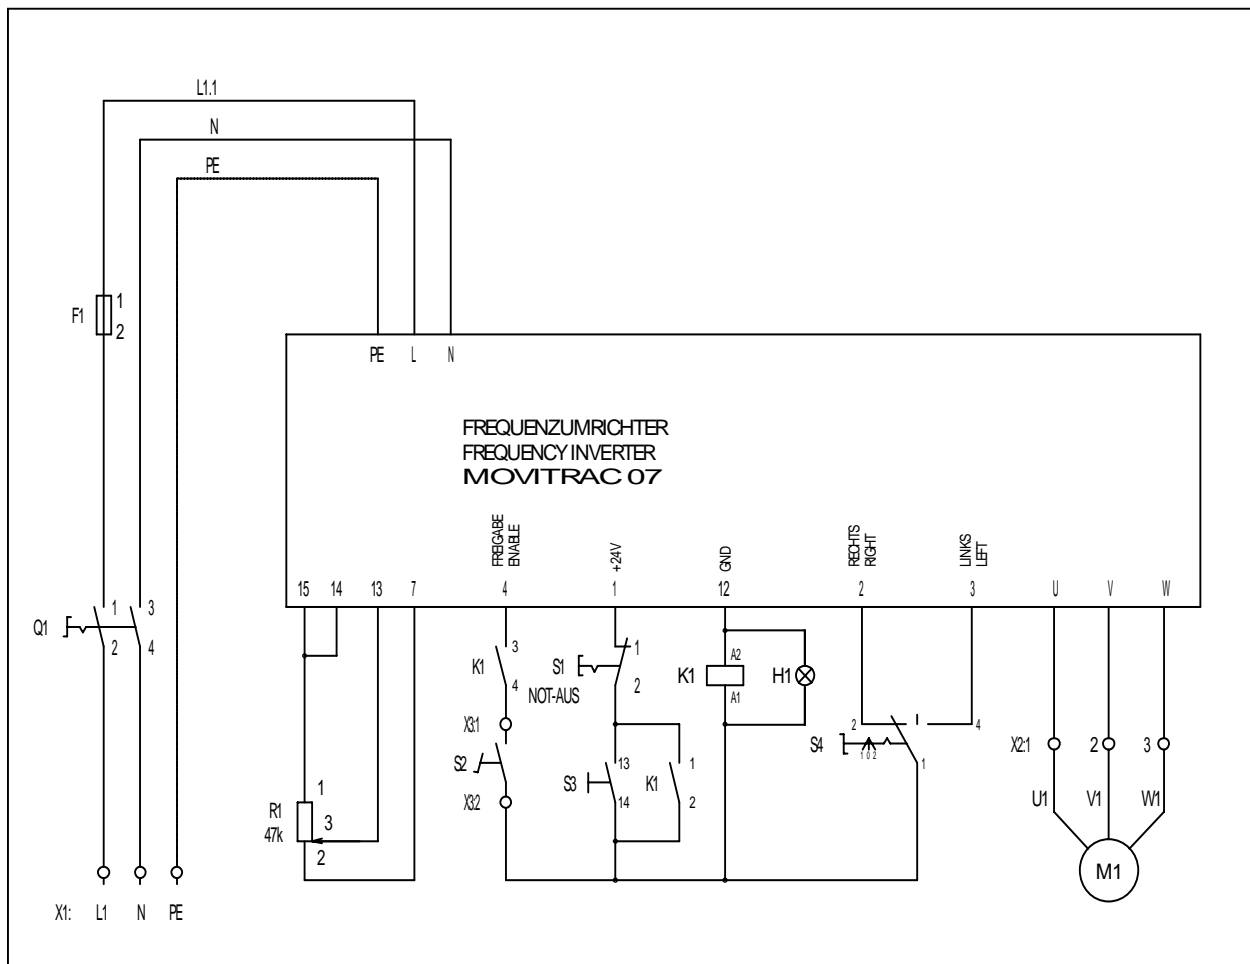 L1.1
N
PE
F1
1
2
PE L N
FREQUENZUMRICHTER
FREQUENCY INVERTER
MOVITRAC 07
FREIGABE
ENABLE
+24V
GND
RECHTS
RIGHT
LINKS
LEFT
15 14 13 7 4 1 12 2 3 U V W
Q1
1 3
2 4
K1
3
4
S1
1
2
NOT-AUS
K1
A2
A1
H1
X3:1
S2
X3:2
S3
13
14
K1
1
2
2 4
S4
1 0 2
1
X2:1 2 3
U1 V1 W1
M1
R1
47k
1
3
2
X1: L1 N PE